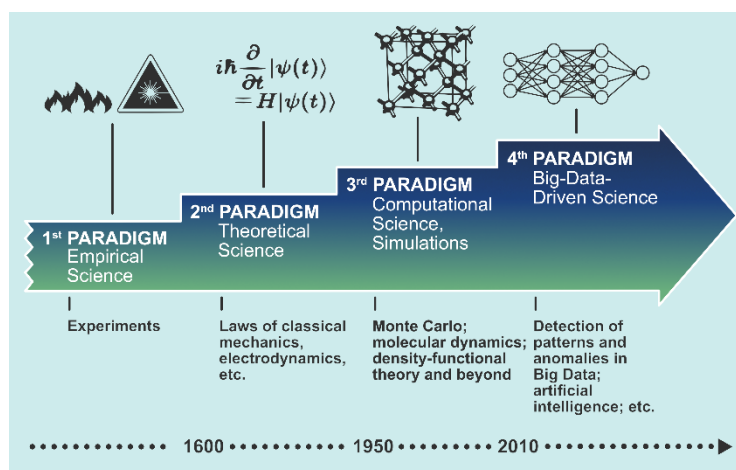 iℏ ∂/∂t |ψ(t)⟩
= H|ψ(t)⟩
1st PARADIGM
Empirical
Science
2nd PARADIGM
Theoretical
Science
3rd PARADIGM
Computational
Science,
Simulations
4th PARADIGM
Big-Data-
Driven Science
Experiments
Laws of classical
mechanics,
electrodynamics,
etc.
Monte Carlo;
molecular dynamics;
density-functional
theory and beyond
Detection of
patterns and
anomalies in
Big Data;
artificial
intelligence; etc.
1600
1950
2010